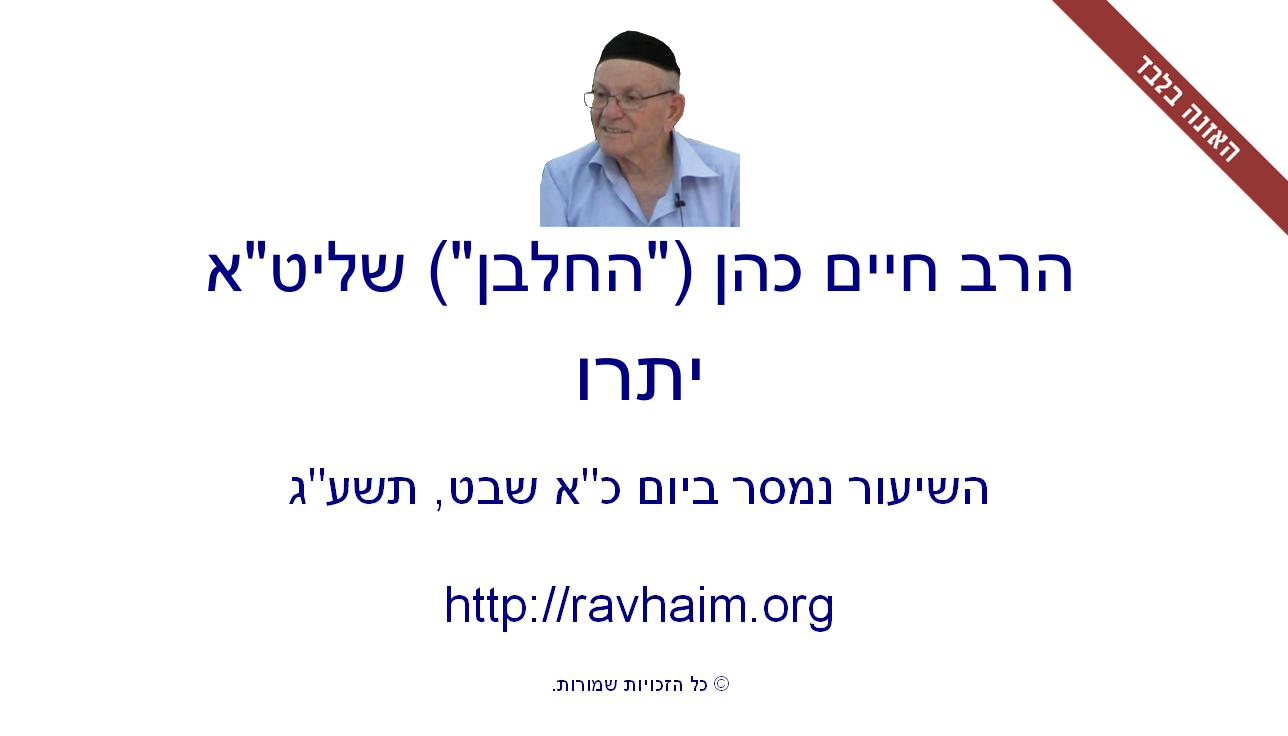 האזנה בלבד
הרב חיים כהן ("החלבן") שליט"א
יתרו
השיעור נמסר ביום כ''א שבט, תשע''ג
http://ravhaim.org
© כל הזכויות שמורות.